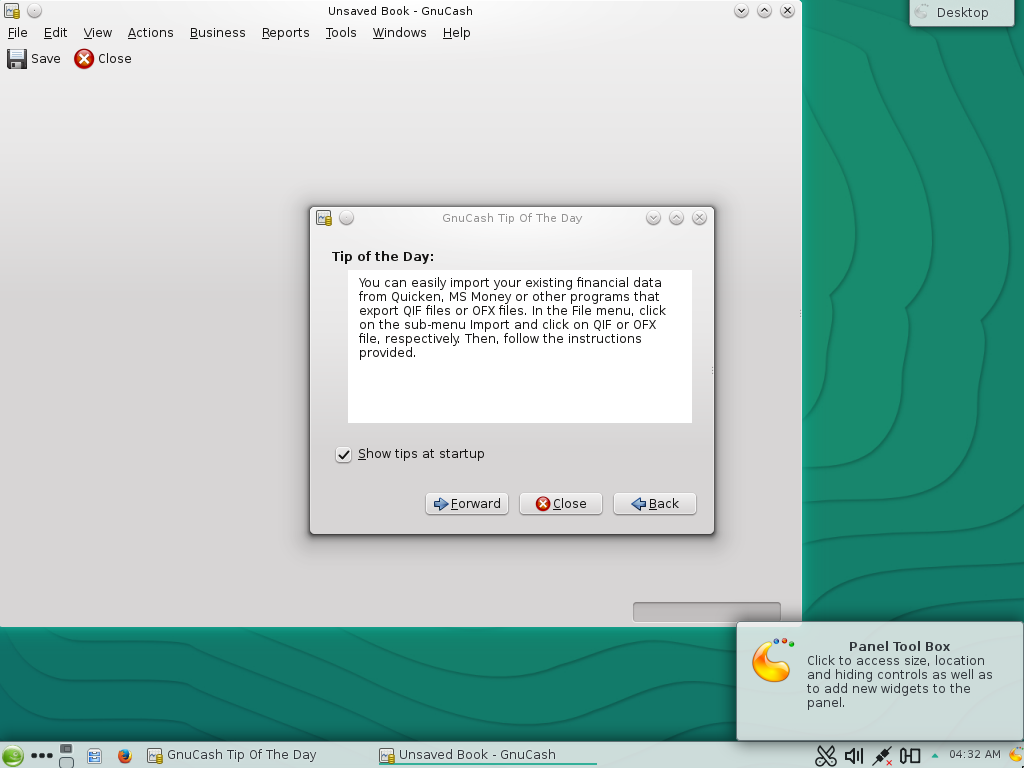 Unsaved Book - GnuCash
Desktop
File Edit View Actions Business Reports Tools Windows Help
Save Close
GnuCash Tip Of The Day
Tip of the Day:
You can easily import your existing financial data
from Quicken, MS Money or other programs that
export QIF files or OFX files. In the File menu, click
on the sub-menu Import and click on QIF or OFX
file, respectively. Then, follow the instructions
provided.
Show tips at startup
Forward Close Back
Panel Tool Box
Click to access size, location
and hiding controls as well as
to add new widgets to the
panel.
GnuCash Tip Of The Day Unsaved Book - GnuCash 04:32 AM